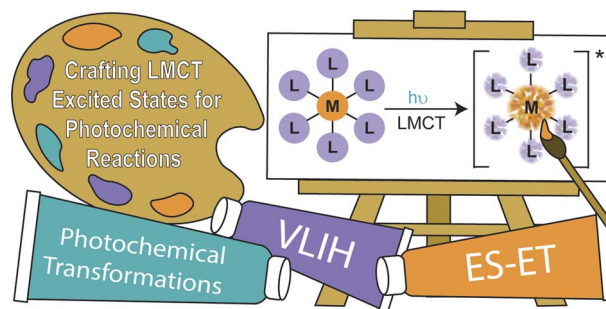 Crafting LMCT
Excited States for
Photochemical
Reactions
L
L
L
M
L
L
L
hυ
LMCT
L
L
L
M
L
L
L
*
Photochemical
Transformations
VLIH
ES-ET